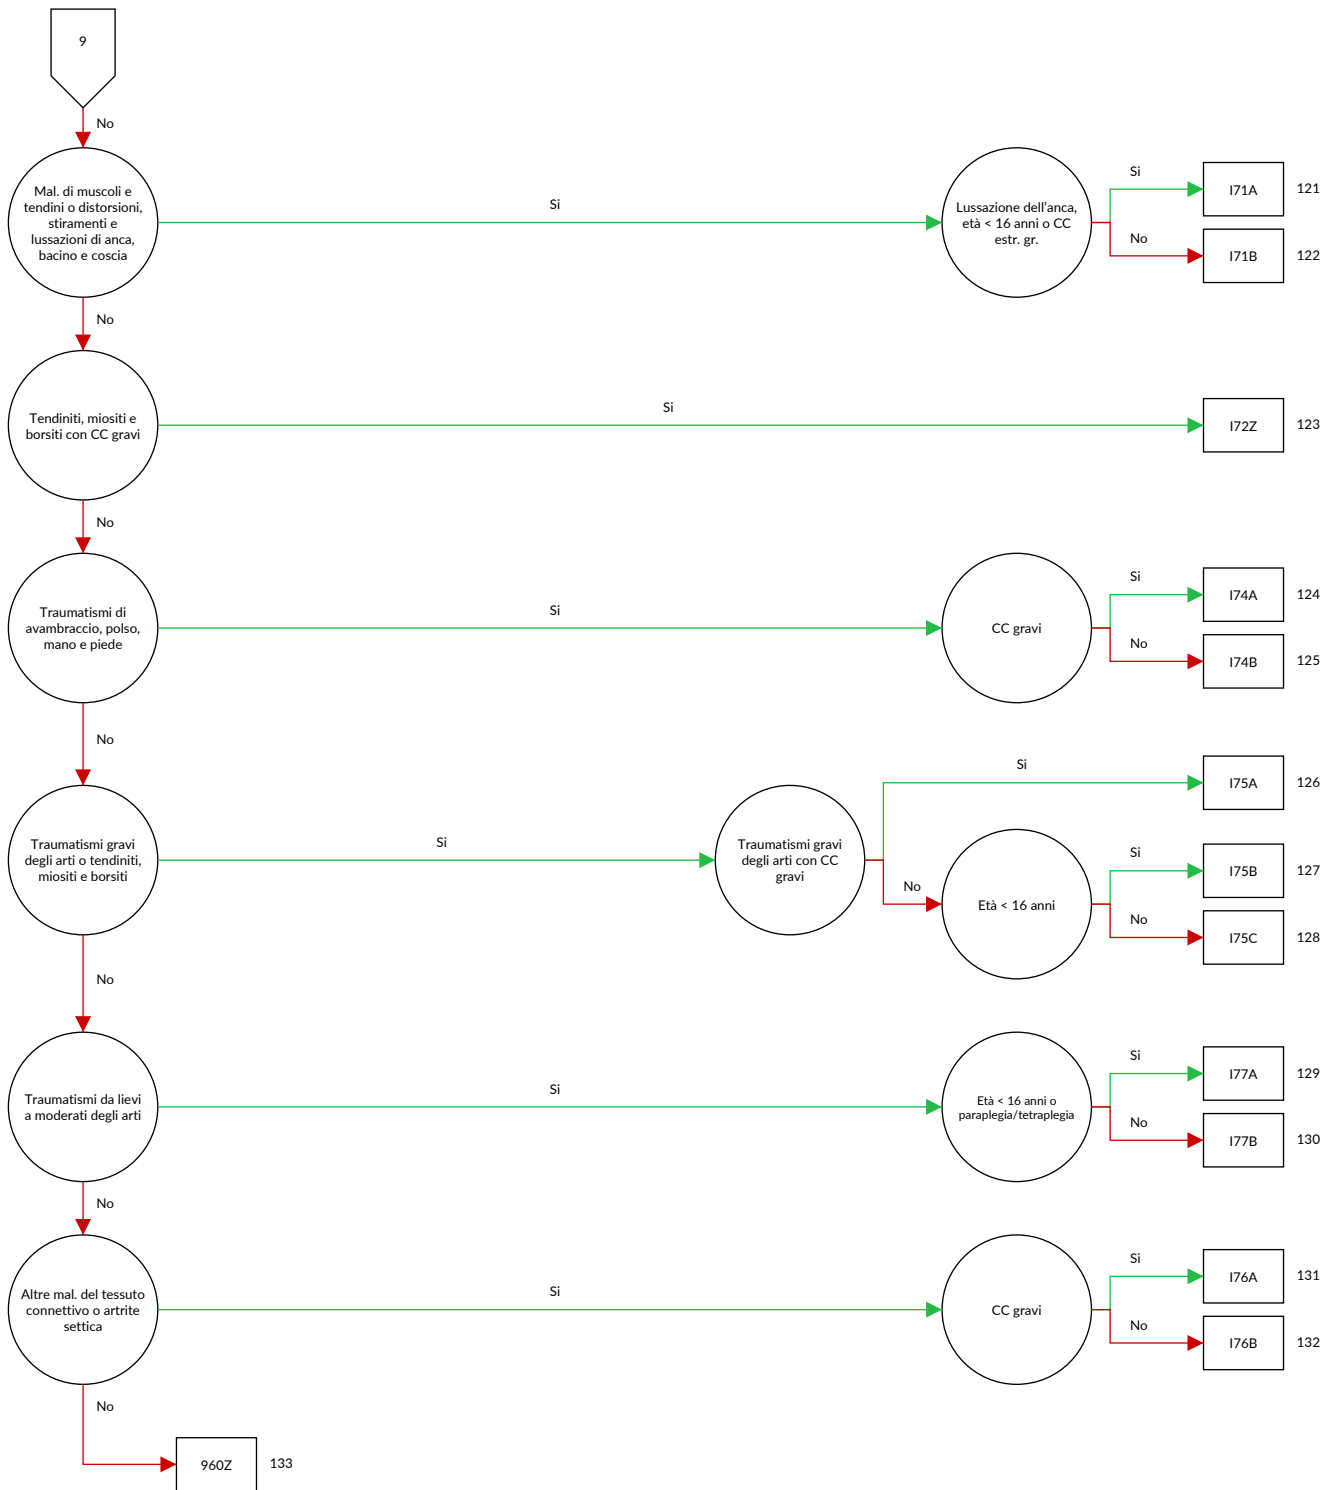 9
No
Mal. di muscoli e
tendini o distorsioni,
stiramenti e
lussazioni di anca,
bacino e coscia
Si
Lussazione dell'anca,
età < 16 anni o CC
estr. gr.
Si
I71A
121
No
I71B
122
No
Tendiniti, miositi e
borsiti con CC gravi
Si
I72Z
123
No
Traumatismi di
avambraccio, polso,
mano e piede
Si
CC gravi
Si
I74A
124
No
I74B
125
No
Traumatismi gravi
degli arti o tendiniti,
miositi e borsiti
Si
Traumatismi gravi
degli arti con CC
gravi
Si
I75A
126
No
Età < 16 anni
Si
I75B
127
No
I75C
128
No
Traumatismi da lievi
a moderati degli arti
Si
Età < 16 anni o
paraplegia/tetraplegia
Si
I77A
129
No
I77B
130
No
Altre mal. del tessuto
connettivo o artrite
settica
Si
CC gravi
Si
I76A
131
No
I76B
132
No
960Z
133